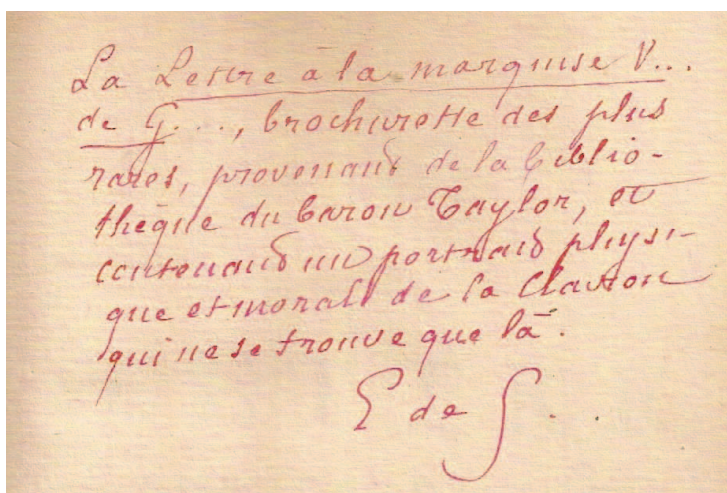 La Lettre à la marquise V...
de G..., brochurette des plus
rares, provenant de la biblio-
thèque du baron Taylor, et
contenant un portrait physi-
que et moral de la Clairon
qui ne se trouve que là.
E de G..